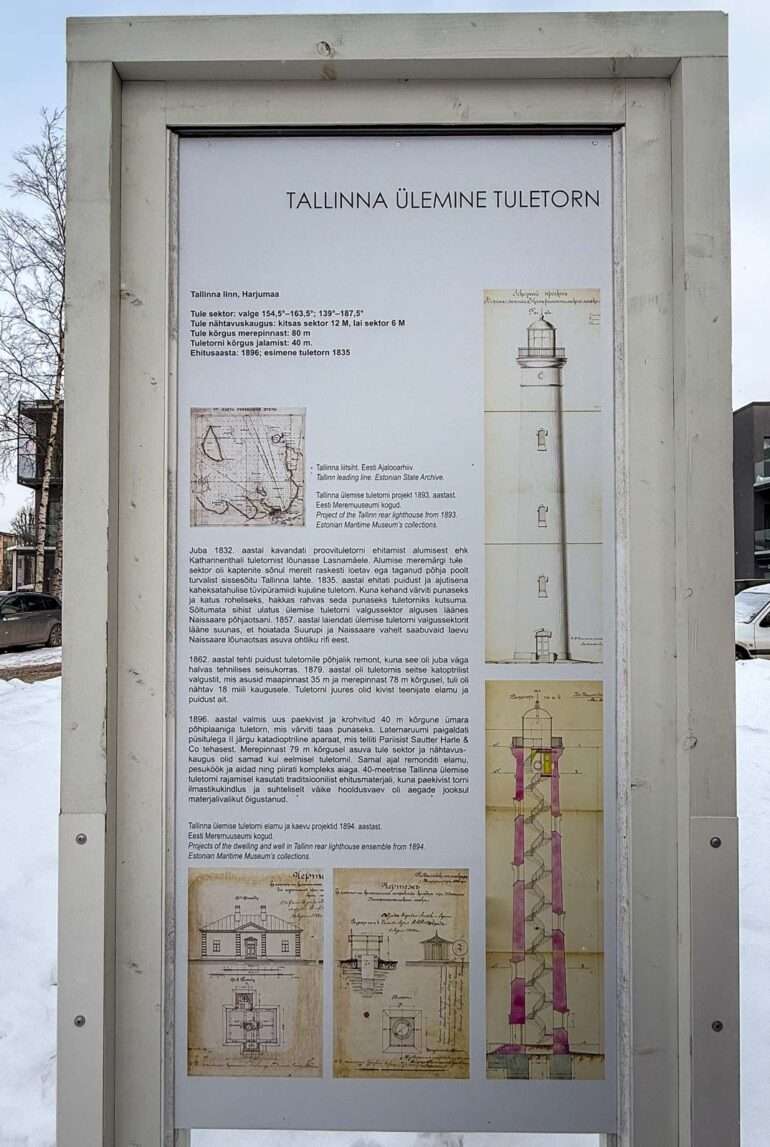 TALLINNA ÜLEMINE TULETORN
Tallinna linn, Harjumaa
Tule sektor: valge 154,5°–163,5°; 139°–187,5°
Tule nähtavuskaugus: kitsas sektor 12 M, lai sektor 6 M
Tule kõrgus merepinnast: 80 m
Tuletorni kõrgus jalamist: 40 m.
Ehitusaasta: 1896; esimene tuletorn 1835
Tallinna liitsiht. Eesti Ajalooarhiiv.
Tallinn leading line. Estonian State Archive.
Tallinna ülemise tuletorni projekt 1893. aastast.
Eesti Meremuuseumi kogud.
Project of the Tallinn rear lighthouse from 1893.
Estonian Maritime Museum's collections.
Juba 1832. aastal kavandati proovituletorni ehitamist alumisest ehk
Katharinenthali tuletornist lõunasse Lasnamäele. Alumise meremärgi tule
sektor oli kaptenite sõnul merelt raskesti loetav ega taganud põhja poolt
turvalist sissesõitu Tallinna lahte. 1835. aastal ehitati puidust ja ajutisena
kaheksatahulise tüvipüramiidi kujuline tuletorn. Kuna kehand värviti punaseks
ja katus roheliseks, hakkas rahvas seda punaseks tuletorniks kutsuma.
Sõltumata sihist ulatus ülemise tuletorni valgussektor alguses läänes
Naissaare põhjaotsani. 1857. aastal laiendati ülemise tuletorni valgussektorit
lääne suunas, et hoiatada Suurupi ja Naissaare vahelt saabuvaid laevu
Naissaare lõunaotsas asuva ohtliku rifi eest.
1862. aastal tehti puidust tuletornile põhjalik remont, kuna see oli juba väga
halvas tehnilises seisukorras. 1879. aastal oli tuletornis seitse katoptrilist
valgustit, mis asusid maapinnast 35 m ja merepinnast 78 m kõrgusel, tuli oli
nähtav 18 miili kaugusele. Tuletorni juures olid kivist teenijate elamu ja
puidust ait.
1896. aastal valmis uus paekivist ja krohvitud 40 m kõrgune ümara
põhiplaaniga tuletorn, mis värviti taas punaseks. Laternaruumi paigaldati
püsitulega II järgu katadioptriline aparaat, mis telliti Pariisist Sautter Harle &
Co tehasest. Merepinnast 79 m kõrgusel asuva tule sektor ja nähtavus-
kaugus olid samad kui eelmisel tuletornil. Samal ajal remonditi elamu,
pesuköök ja aidad ning piirati kompleks aiaga. 40-meetrise Tallinna ülemise
tuletorni rajamisel kasutati traditsioonilist ehitusmaterjali, kuna paekivist torni
ilmastikukindlus ja suhteliselt väike hooldusvaev oli aegade jooksul
materjalivalikut õigustanud.
Tallinna ülemise tuletorni elamu ja kaevu projektid 1894. aastast.
Eesti Meremuuseumi kogud.
Projects of the dwelling and well in Tallinn rear lighthouse ensemble from 1894.
Estonian Maritime Museum's collections.